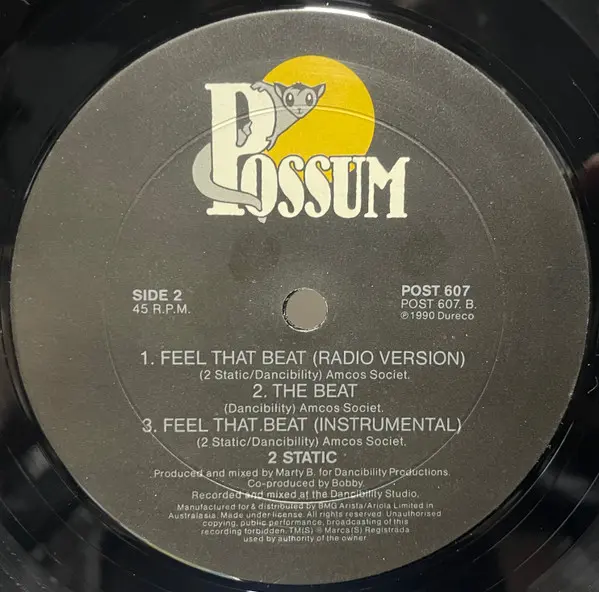 POSSUM
SIDE 2
45 R.P.M.
POST 607
POST 607. B.
℗1990 Dureco
1. FEEL THAT BEAT (RADIO VERSION)
(2 Static/Dancibility) Amcos Societ.
2. THE BEAT
(Dancibility) Amcos Societ.
3. FEEL THAT BEAT (INSTRUMENTAL)
(2 Static/Dancibility) Amcos Societ.
2 STATIC
Produced and mixed by Marty B. for Dancibility Productions.
Co-produced by Bobby.
Recorded and mixed at the Dancibility Studio.
Manufactured for & distributed by BMG Arista/Ariola Limited in
Australasia. Made under license. All rights reserved. Unauthorised
copying, public performance, broadcasting of this
recording forbidden. TM(S) ® Marca(S) Registrada
used by authority of the owner